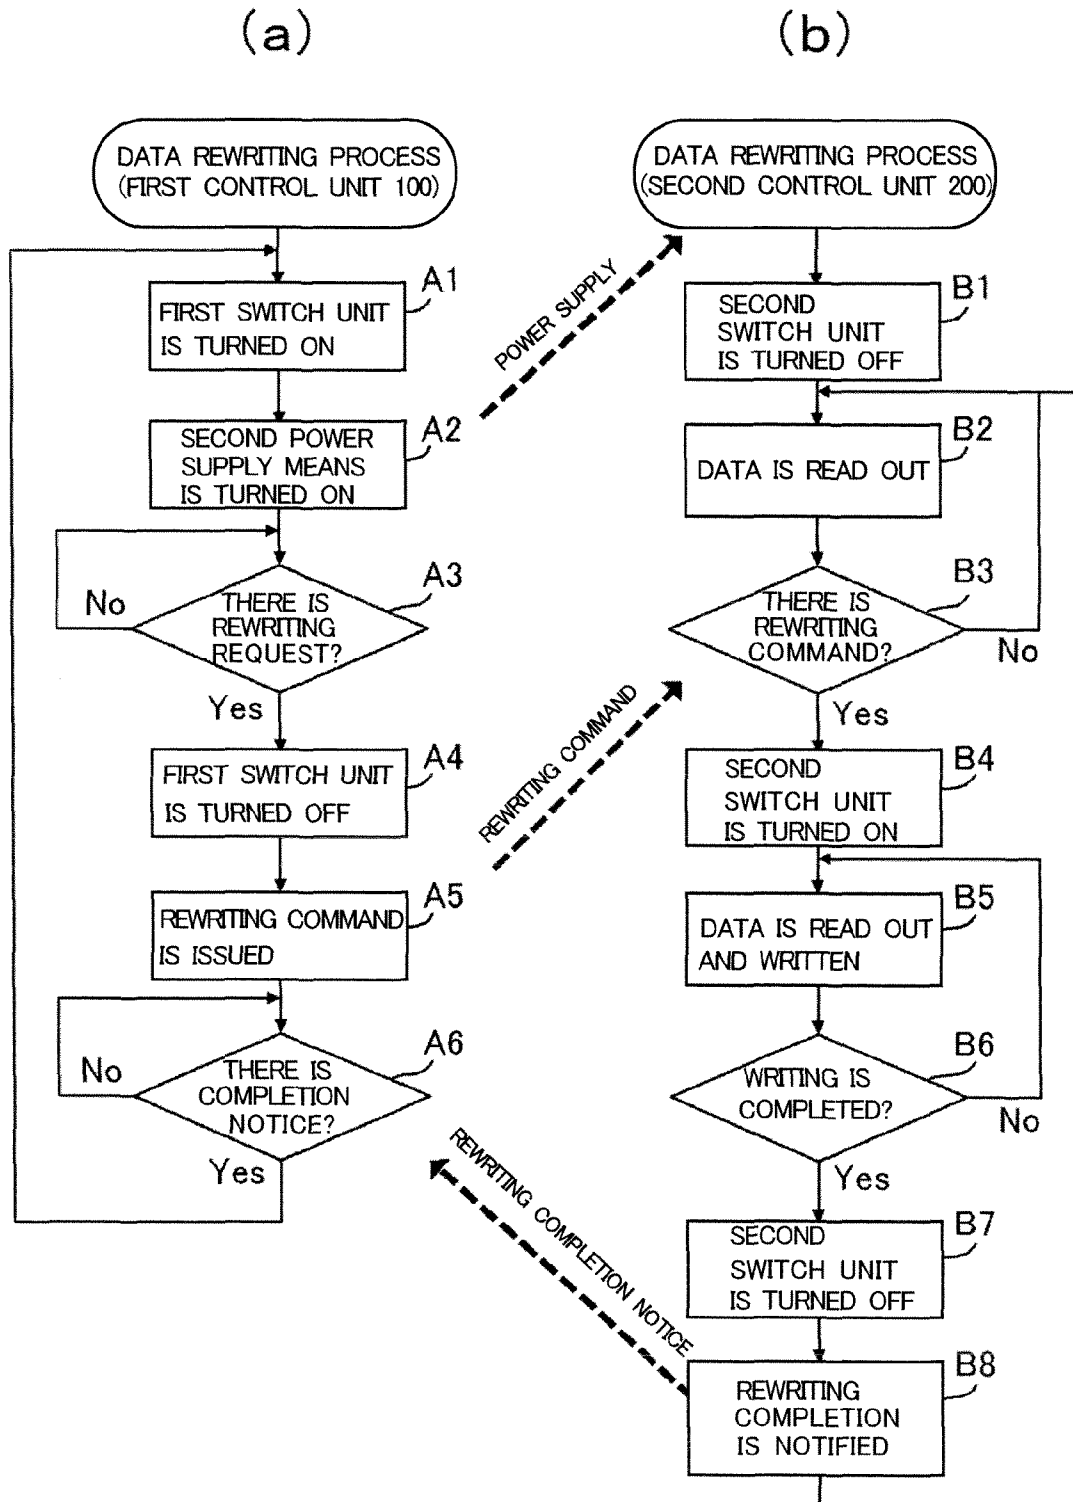 (a)
DATA REWRITING PROCESS
(FIRST CONTROL UNIT 100)
A1
FIRST SWITCH UNIT
IS TURNED ON
A2
SECOND POWER
SUPPLY MEANS
IS TURNED ON
A3
THERE IS
REWRITING
REQUEST?
No
Yes
A4
FIRST SWITCH UNIT
IS TURNED OFF
A5
REWRITING COMMAND
IS ISSUED
A6
THERE IS
COMPLETION
NOTICE?
No
Yes
POWER SUPPLY
REWRITING COMMAND
REWRITING COMPLETION NOTICE
(b)
DATA REWRITING PROCESS
(SECOND CONTROL UNIT 200)
B1
SECOND
SWITCH UNIT
IS TURNED OFF
B2
DATA IS READ OUT
B3
THERE IS
REWRITING
COMMAND?
No
Yes
B4
SECOND
SWITCH UNIT
IS TURNED ON
B5
DATA IS READ OUT
AND WRITTEN
B6
WRITING IS
COMPLETED?
No
Yes
B7
SECOND
SWITCH UNIT
IS TURNED OFF
B8
REWRITING
COMPLETION
IS NOTIFIED